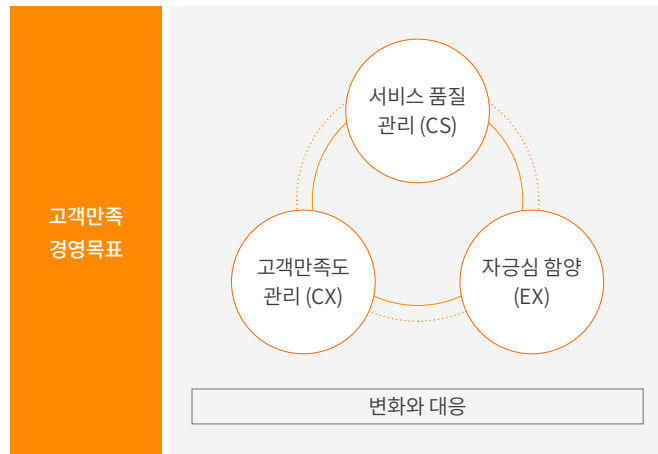 고객만족
경영목표
서비스 품질
관리 (CS)
고객만족도
관리 (CX)
자긍심 함양
(EX)
변화와 대응